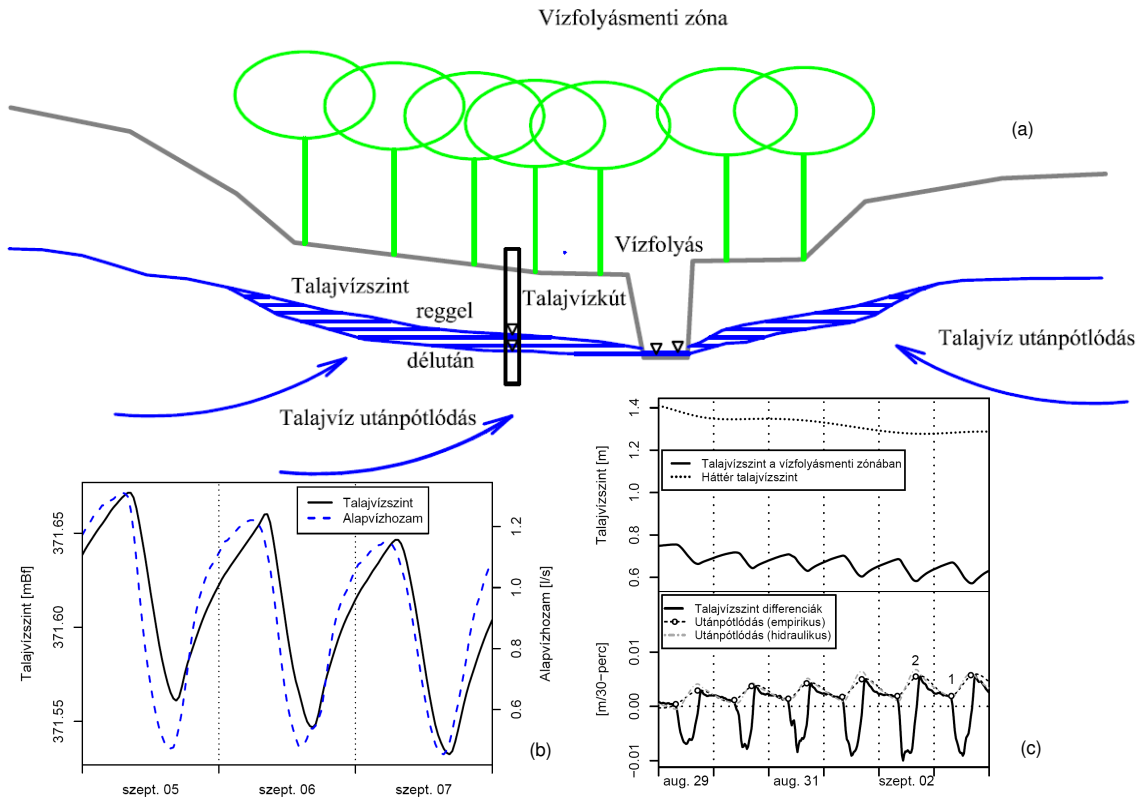 Vízfolyásmenti zóna
(a)
Vízfolyás
Talajvízszint
Talajvízkút
reggel
délután
Talajvíz utánpótlódás
Talajvíz utánpótlódás
Talajvízszint
Alapvízhozam
Talajvízszint [mBf]
371.65
371.60
371.55
1.2
1.0
0.8
0.6
Alapvízhozam [l/s]
(b)
szept. 05
szept. 06
szept. 07
Talajvízszint [m]
1.4
1.2
1.0
0.8
0.6
Talajvízszint a vízfolyásmenti zónában
Háttér talajvízszint
Talajvízszint differenciák
Utánpótlódás (empirikus)
Utánpótlódás (hidraulikus)
[m/30-perc]
0.01
0.00
-0.01
2
1
(c)
aug. 29
aug. 31
szept. 02